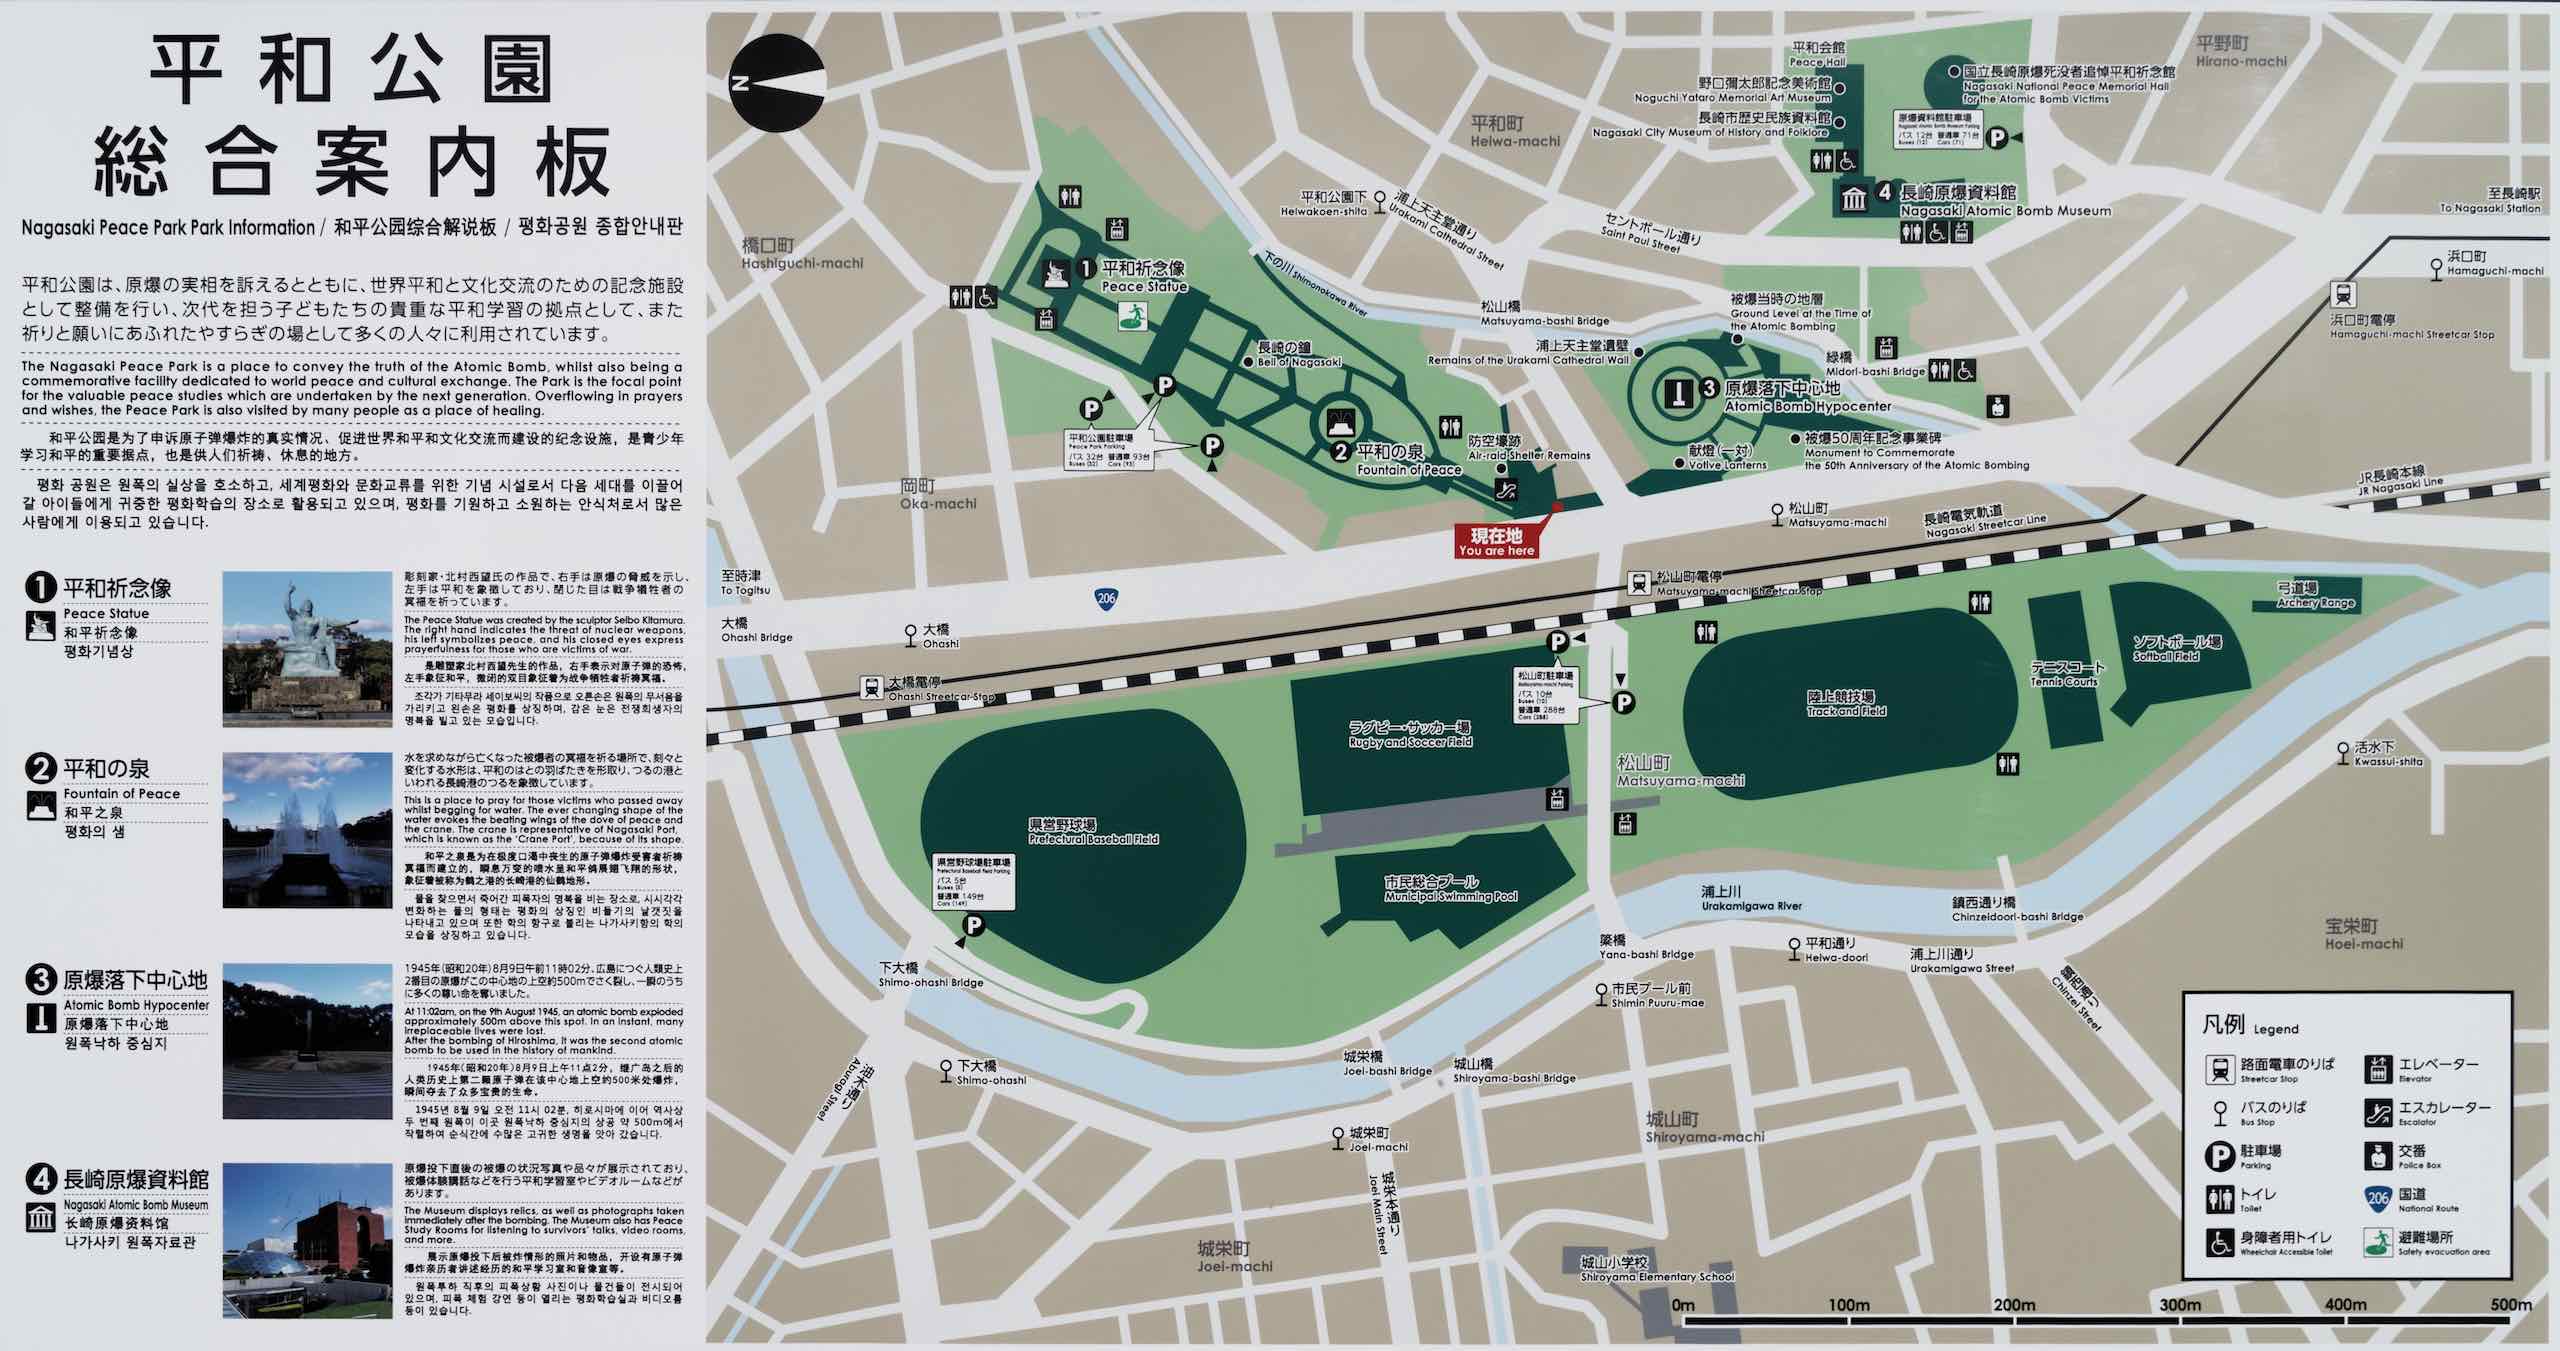 平和公園
総合案内板
Nagasaki Peace Park Park Information / 和平公园综合解说板 / 평화공원 종합안내판
平和公園は、原爆の実相を訴えるとともに、世界平和と文化交流のための記念施設
として整備を行い、次代を担う子どもたちの貴重な平和学習の拠点として、また
祈りと願いにあふれたやすらぎの場として多くの人々に利用されています。
The Nagasaki Peace Park is a place to convey the truth of the Atomic Bomb, whilst also being a
commemorative facility dedicated to world peace and cultural exchange. The Park is the focal point
for the valuable peace studies which are undertaken by the next generation. Overflowing in prayers
and wishes, the Peace Park is also visited by many people as a place of healing.
和平公园是为了申诉原子弹爆炸的真实情况、促进世界和平和文化交流而建设的纪念设施，是青少年
学习和平的重要据点，也是供人们祈祷、休息的地方。
평화 공원은 원폭의 실상을 호소하고, 세계평화와 문화교류를 위한 기념 시설로서 다음 세대를 이끌어
갈 아이들에게 귀중한 평화학습의 장소로 활용되고 있으며, 평화를 기원하고 소원하는 안식처로서 많은
사람에게 이용되고 있습니다.
1 平和祈念像
Peace Statue
和平祈念像
평화기념상
彫刻家・北村西望氏の作品で、右手は原爆の脅威を示し、
左手は平和を象徴しており、閉じた目は戦争犠牲者の
冥福を祈っています。
The Peace Statue was created by the sculptor Seibo Kitamura.
The right hand indicates the threat of nuclear weapons,
his left symbolizes peace, and his closed eyes express
prayerfulness for those who are victims of war.
是雕塑家北村西望先生的作品，右手表示对原子弹的恐怖，
左手象征和平，微闭的双目象征着为战争牺牲者祈祷冥福。
조각가 기타무라 세이보씨의 작품으로 오른손은 원폭의 무서움을
가리키고 왼손은 평화를 상징하며, 감은 눈은 전쟁희생자의
명복을 빌고 있는 모습입니다.
2 平和の泉
Fountain of Peace
和平之泉
평화의 샘
水を求めながら亡くなった被爆者の冥福を祈る場所で、刻々と
変化する水形は、平和のはとの羽ばたきを形取り、つるの港と
いわれる長崎港のつるを象徴しています。
This is a place to pray for those victims who passed away
whilst begging for water. The ever changing shape of the
water evokes the beating wings of the dove of peace and
the crane. The crane is representative of Nagasaki Port,
which is known as the 'Crane Port', because of its shape.
和平之泉是为在极度口渴中丧生的原子弹爆炸受害者祈祷
冥福而建立的，瞬息万变的喷水呈和平鸽展翅飞翔的形状，
象征着被称为鹤之港的长崎港的仙鹤地形。
물을 찾으면서 죽어간 피폭자의 명복을 비는 장소로, 시시각각
변화하는 물의 형태는 평화의 상징인 비둘기의 날갯짓을
나타내고 있으며 또한 학의 항구로 불리는 나가사키항의 학의
모습을 상징하고 있습니다.
3 原爆落下中心地
Atomic Bomb Hypocenter
原爆落下中心地
원폭낙하 중심지
1945年(昭和20年)8月9日午前11時02分、広島につぐ人類史上
2番目の原爆がこの中心地の上空約500mでさく裂し、一瞬のうち
に多くの尊い命を奪いました。
At 11:02am, on the 9th August 1945, an atomic bomb exploded
approximately 500m above this spot. In an instant, many
irreplaceable lives were lost.
After the bombing of Hiroshima, it was the second atomic
bomb to be used in the history of mankind.
1945年(昭和20年)8月9日上午11点2分，继广岛之后的
人类历史上第二颗原子弹在该中心地上空约500米处爆炸，
瞬间夺去了众多宝贵的生命。
1945년 8월 9일 오전 11시 02분, 히로시마에 이어 역사상
두 번째 원폭이 이곳 원폭낙하 중심지의 상공 약 500m에서
작렬하여 순식간에 수많은 고귀한 생명을 앗아 갔습니다.
4 長崎原爆資料館
Nagasaki Atomic Bomb Museum
长崎原爆资料馆
나가사키 원폭자료관
原爆投下直後の被爆の状況写真や品々が展示されており、
被爆体験講話などを行う平和学習室やビデオルームなどが
あります。
The Museum displays relics, as well as photographs taken
immediately after the bombing. The Museum also has Peace
Study Rooms for listening to survivors' talks, video rooms,
and more.
展示原爆投下后被炸情形的照片和物品，开设有原子弹
爆炸亲历者讲述经历的和平学习室和音像室等。
원폭투하 직후의 피폭상황 사진이나 물건들이 전시되어
있으며, 피폭 체험 강연 등이 열리는 평화학습실과 비디오룸
등이 있습니다.
N
平和会館
Peace Hall
野口彌太郎記念美術館
Noguchi Yataro Memorial Art Museum
長崎市歴史民族資料館
Nagasaki City Museum of History and Folklore
国立長崎原爆死没者追悼平和祈念館
Nagasaki National Peace Memorial Hall
for the Atomic Bomb Victims
原爆資料館駐車場
Nagasaki Atomic Bomb Museum Parking
バス 12台 普通車 71台
Buses (12) Cars (71)
P
平野町
Hirano-machi
平和町
Heiwa-machi
4 長崎原爆資料館
Nagasaki Atomic Bomb Museum
至長崎駅
To Nagasaki Station
平和公園下
Heiwakoen-shita
浦上天主堂通り
Urakami Cathedral Street
セントポール通り
Saint Paul Street
橋口町
Hashiguchi-machi
1 平和祈念像
Peace Statue
下の川 Shimonokawa River
浜口町
Hamaguchi-machi
浜口町電停
Hamaguchi-machi Streetcar Stop
松山橋
Matsuyama-bashi Bridge
被爆当時の地層
Ground Level at the Time of
the Atomic Bombing
浦上天主堂遺壁
Remains of the Urakami Cathedral Wall
長崎の鐘
Bell of Nagasaki
緑橋
Midori-bashi Bridge
3 原爆落下中心地
Atomic Bomb Hypocenter
P
P
P
平和公園駐車場
Peace Park Parking
バス 32台 普通車 93台
Buses (32) Cars (93)
2 平和の泉
Fountain of Peace
防空壕跡
Air-raid Shelter Remains
献燈(一対)
Votive Lanterns
被爆50周年記念事業碑
Monument to Commemorate
the 50th Anniversary of the Atomic Bombing
岡町
Oka-machi
現在地
You are here
松山町
Matsuyama-machi
長崎電気軌道
Nagasaki Streetcar Line
JR長崎本線
JR Nagasaki Line
至時津
To Togitsu
206
大橋
Ohashi Bridge
大橋
Ohashi
大橋電停
Ohashi Streetcar Stop
松山町電停
Matsuyama-machi Streetcar Stop
P
松山町駐車場
Matsuyama-machi Parking
バス 10台
Buses (10)
普通車 288台
Cars (288)
P
弓道場
Archery Range
ソフトボール場
Softball Field
テニスコート
Tennis Courts
陸上競技場
Track and Field
ラグビー・サッカー場
Rugby and Soccer Field
松山町
Matsuyama-machi
活水下
Kwassui-shita
県営野球場
Prefectural Baseball Field
県営野球場駐車場
Prefectural Baseball Field Parking
バス 5台
Buses (5)
普通車 149台
Cars (149)
P
市民総合プール
Municipal Swimming Pool
浦上川
Urakamigawa River
鎮西通り橋
Chinzeidoori-bashi Bridge
宝栄町
Hoei-machi
簗橋
Yana-bashi Bridge
平和通り
Heiwa-doori
浦上川通り
Urakamigawa Street
鎮西通り
Chinzei Street
下大橋
Shimo-ohashi Bridge
市民プール前
Shimin Puuru-mae
油木通り
Aburagi Street
下大橋
Shimo-ohashi
城栄橋
Joei-bashi Bridge
城山橋
Shiroyama-bashi Bridge
城栄町
Joei-machi
城山町
Shiroyama-machi
城栄本通り
Joei Main Street
城栄町
Joei-machi
城山小学校
Shiroyama Elementary School
凡例 Legend
路面電車のりば
Streetcar Stop
エレベーター
Elevator
バスのりば
Bus Stop
エスカレーター
Escalator
P 駐車場
Parking
交番
Police Box
トイレ
Toilet
206 国道
National Route
身障者用トイレ
Wheelchair Accessible Toilet
避難場所
Safety evacuation area
0m 100m 200m 300m 400m 500m